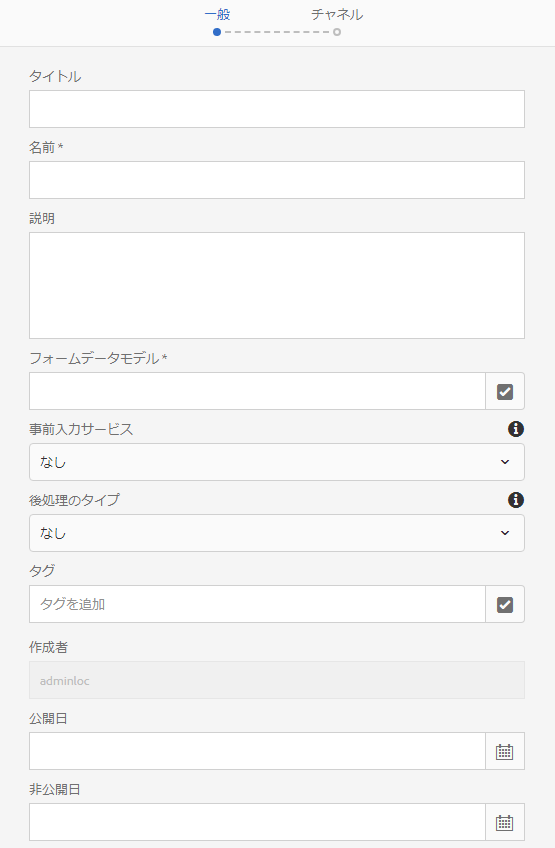 一般
チャネル
タイトル
名前 *
説明
フォームデータモデル *
事前入力サービス
なし
後処理のタイプ
なし
タグ
タグを追加
作成者
adminloc
公開日
非公開日